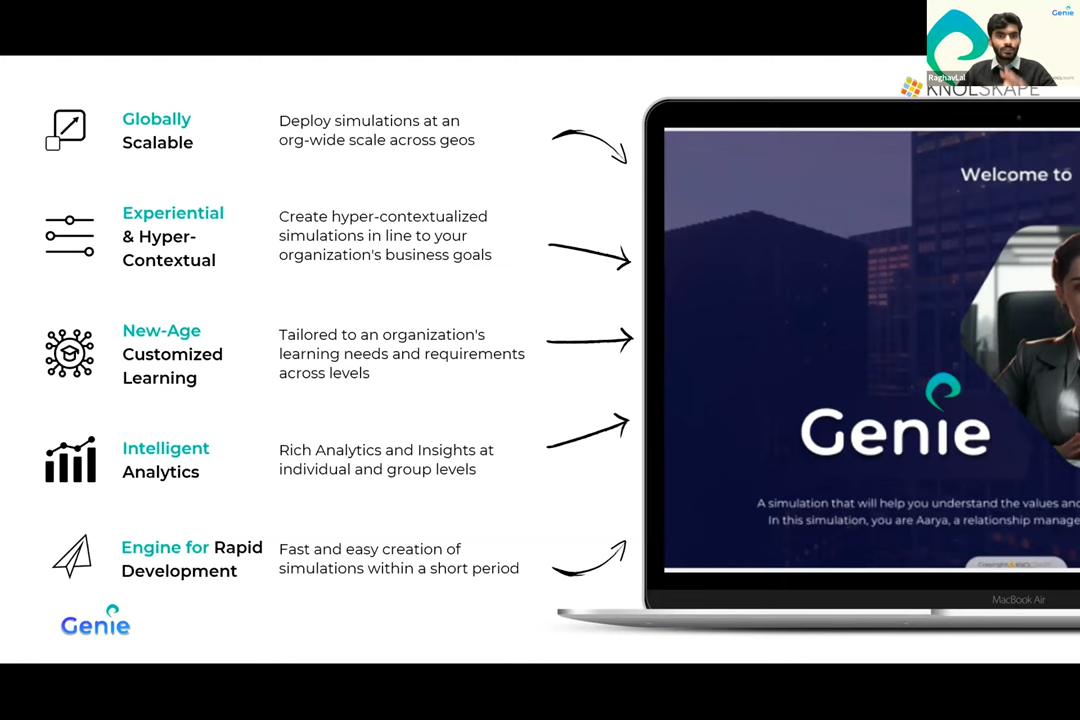 Genie
RaghavLal
KNOLSKAPE
Globally
Scalable
Deploy simulations at an
org-wide scale across geos
Experiential
& Hyper-
Contextual
Create hyper-contextualized
simulations in line to your
organization's business goals
New-Age
Customized
Learning
Tailored to an organization's
learning needs and requirements
across levels
Intelligent
Analytics
Rich Analytics and Insights at
individual and group levels
Engine for Rapid
Development
Fast and easy creation of
simulations within a short period
Genie
Welcome to
Genie
A simulation that will help you understand the values and
In this simulation, you are Aarya, a relationship manage
MacBook Air